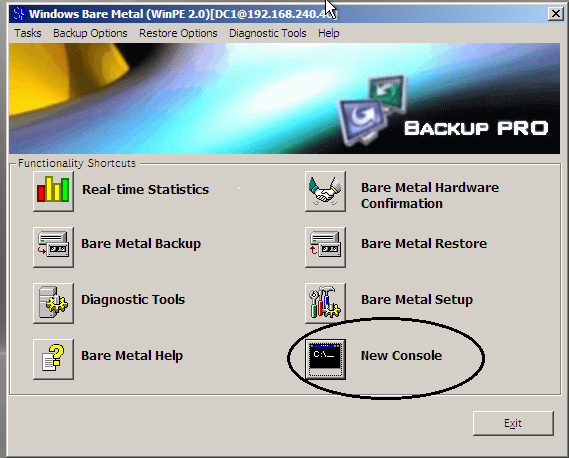 Windows Bare Metal (WinPE 2.0)[DC1@192.168.240.4
Tasks Backup Options Restore Options Diagnostic Tools Help
BACKUP PRO
Functionality Shortcuts
Real-time Statistics
Bare Metal Hardware
Confirmation
Bare Metal Backup
Bare Metal Restore
Diagnostic Tools
Bare Metal Setup
Bare Metal Help
C:\_
New Console
Exit